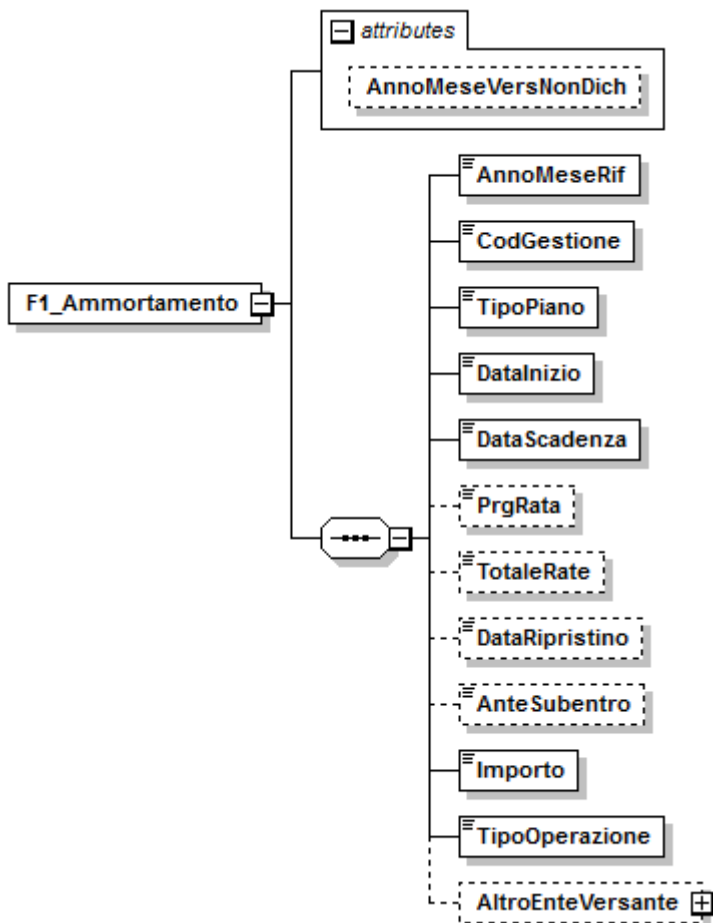 attributes
AnnoMeseVersNonDich
AnnoMeseRif
CodGestione
F1_Ammortamento
TipoPiano
DataInizio
DataScadenza
PrgRata
TotaleRate
DataRipristino
AnteSubentro
Importo
TipoOperazione
AltroEnteVersante